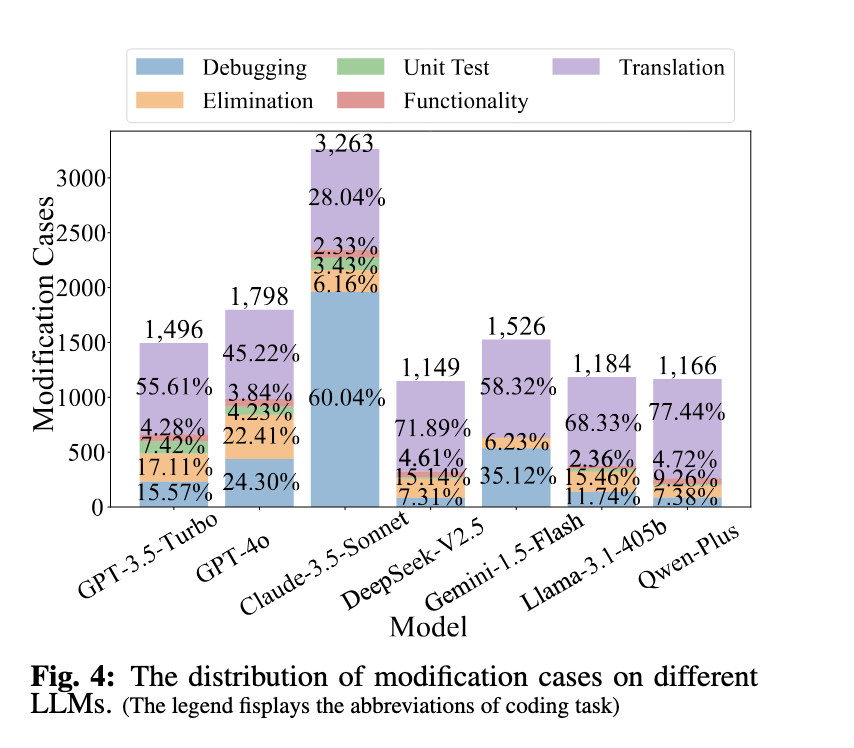 Debugging
Unit Test
Translation
Elimination
Functionality
Modification Cases
3000
2500
2000
1500
1000
500
0
1,496
55.61%
4.28%
7.42%
17.11%
15.57%
1,798
45.22%
3.84%
4.23%
22.41%
24.30%
3,263
28.04%
2.33%
3.43%
6.16%
60.04%
1,149
71.89%
4.61%
15.14%
7.31%
1,526
58.32%
6.23%
35.12%
1,184
68.33%
2.36%
15.46%
11.74%
1,166
77.44%
4.72%
9.26%
7.38%
GPT-3.5-Turbo
GPT-4o
Claude-3.5-Sonnet
DeepSeek-V2.5
Gemini-1.5-Flash
Llama-3.1-405b
Qwen-Plus
Model
Fig. 4: The distribution of modification cases on different
LLMs. (The legend fisplays the abbreviations of coding task)